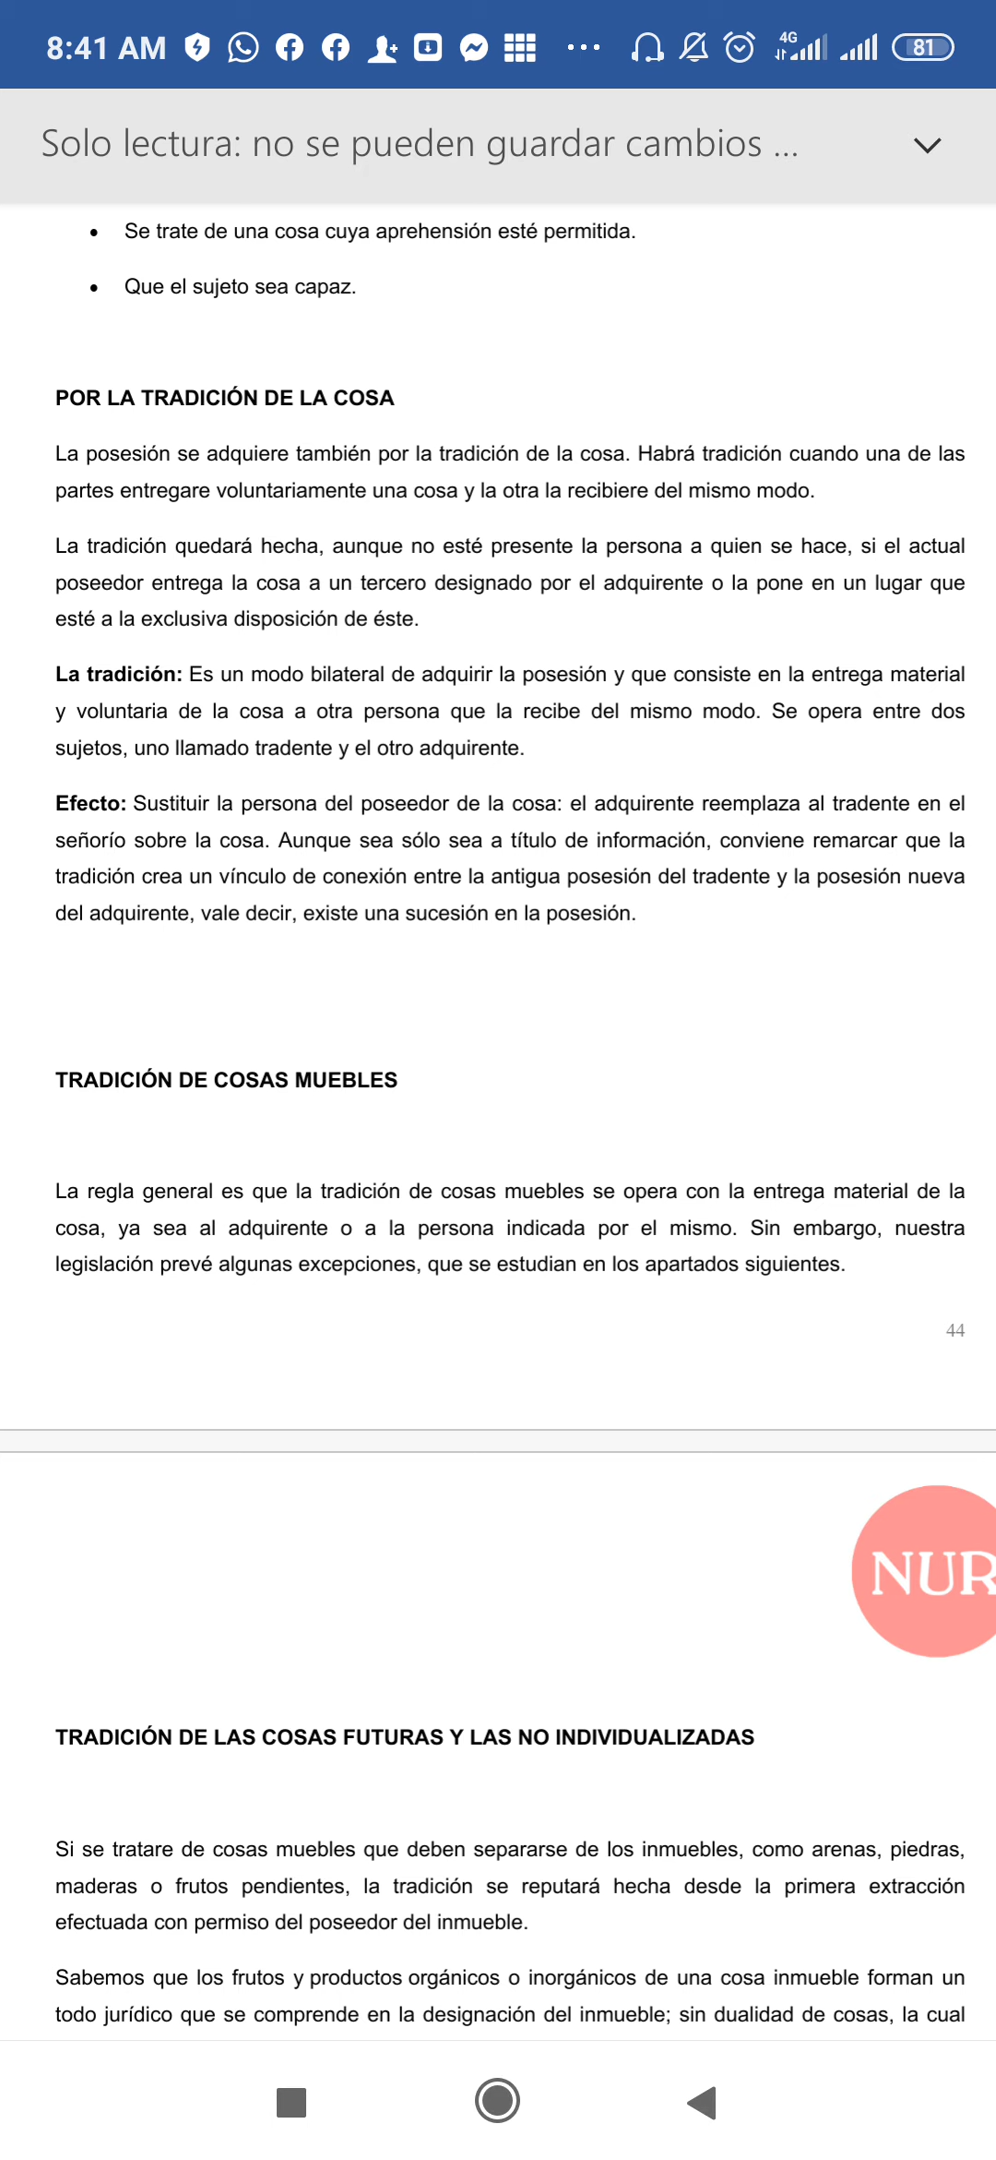 8:41 AM
4G
81
Solo lectura: no se pueden guardar cambios ...
• Se trate de una cosa cuya aprehensión esté permitida.
• Que el sujeto sea capaz.
POR LA TRADICIÓN DE LA COSA
La posesión se adquiere también por la tradición de la cosa. Habrá tradición cuando una de las
partes entregare voluntariamente una cosa y la otra la recibiere del mismo modo.
La tradición quedará hecha, aunque no esté presente la persona a quien se hace, si el actual
poseedor entrega la cosa a un tercero designado por el adquirente o la pone en un lugar que
esté a la exclusiva disposición de éste.
La tradición: Es un modo bilateral de adquirir la posesión y que consiste en la entrega material
y voluntaria de la cosa a otra persona que la recibe del mismo modo. Se opera entre dos
sujetos, uno llamado tradente y el otro adquirente.
Efecto: Sustituir la persona del poseedor de la cosa: el adquirente reemplaza al tradente en el
señorío sobre la cosa. Aunque sea sólo sea a título de información, conviene remarcar que la
tradición crea un vínculo de conexión entre la antigua posesión del tradente y la posesión nueva
del adquirente, vale decir, existe una sucesión en la posesión.
TRADICIÓN DE COSAS MUEBLES
La regla general es que la tradición de cosas muebles se opera con la entrega material de la
cosa, ya sea al adquirente o a la persona indicada por el mismo. Sin embargo, nuestra
legislación prevé algunas excepciones, que se estudian en los apartados siguientes.
44
NUR
TRADICIÓN DE LAS COSAS FUTURAS Y LAS NO INDIVIDUALIZADAS
Si se tratare de cosas muebles que deben separarse de los inmuebles, como arenas, piedras,
maderas o frutos pendientes, la tradición se reputará hecha desde la primera extracción
efectuada con permiso del poseedor del inmueble.
Sabemos que los frutos y productos orgánicos o inorgánicos de una cosa inmueble forman un
todo jurídico que se comprende en la designación del inmueble; sin dualidad de cosas, la cual